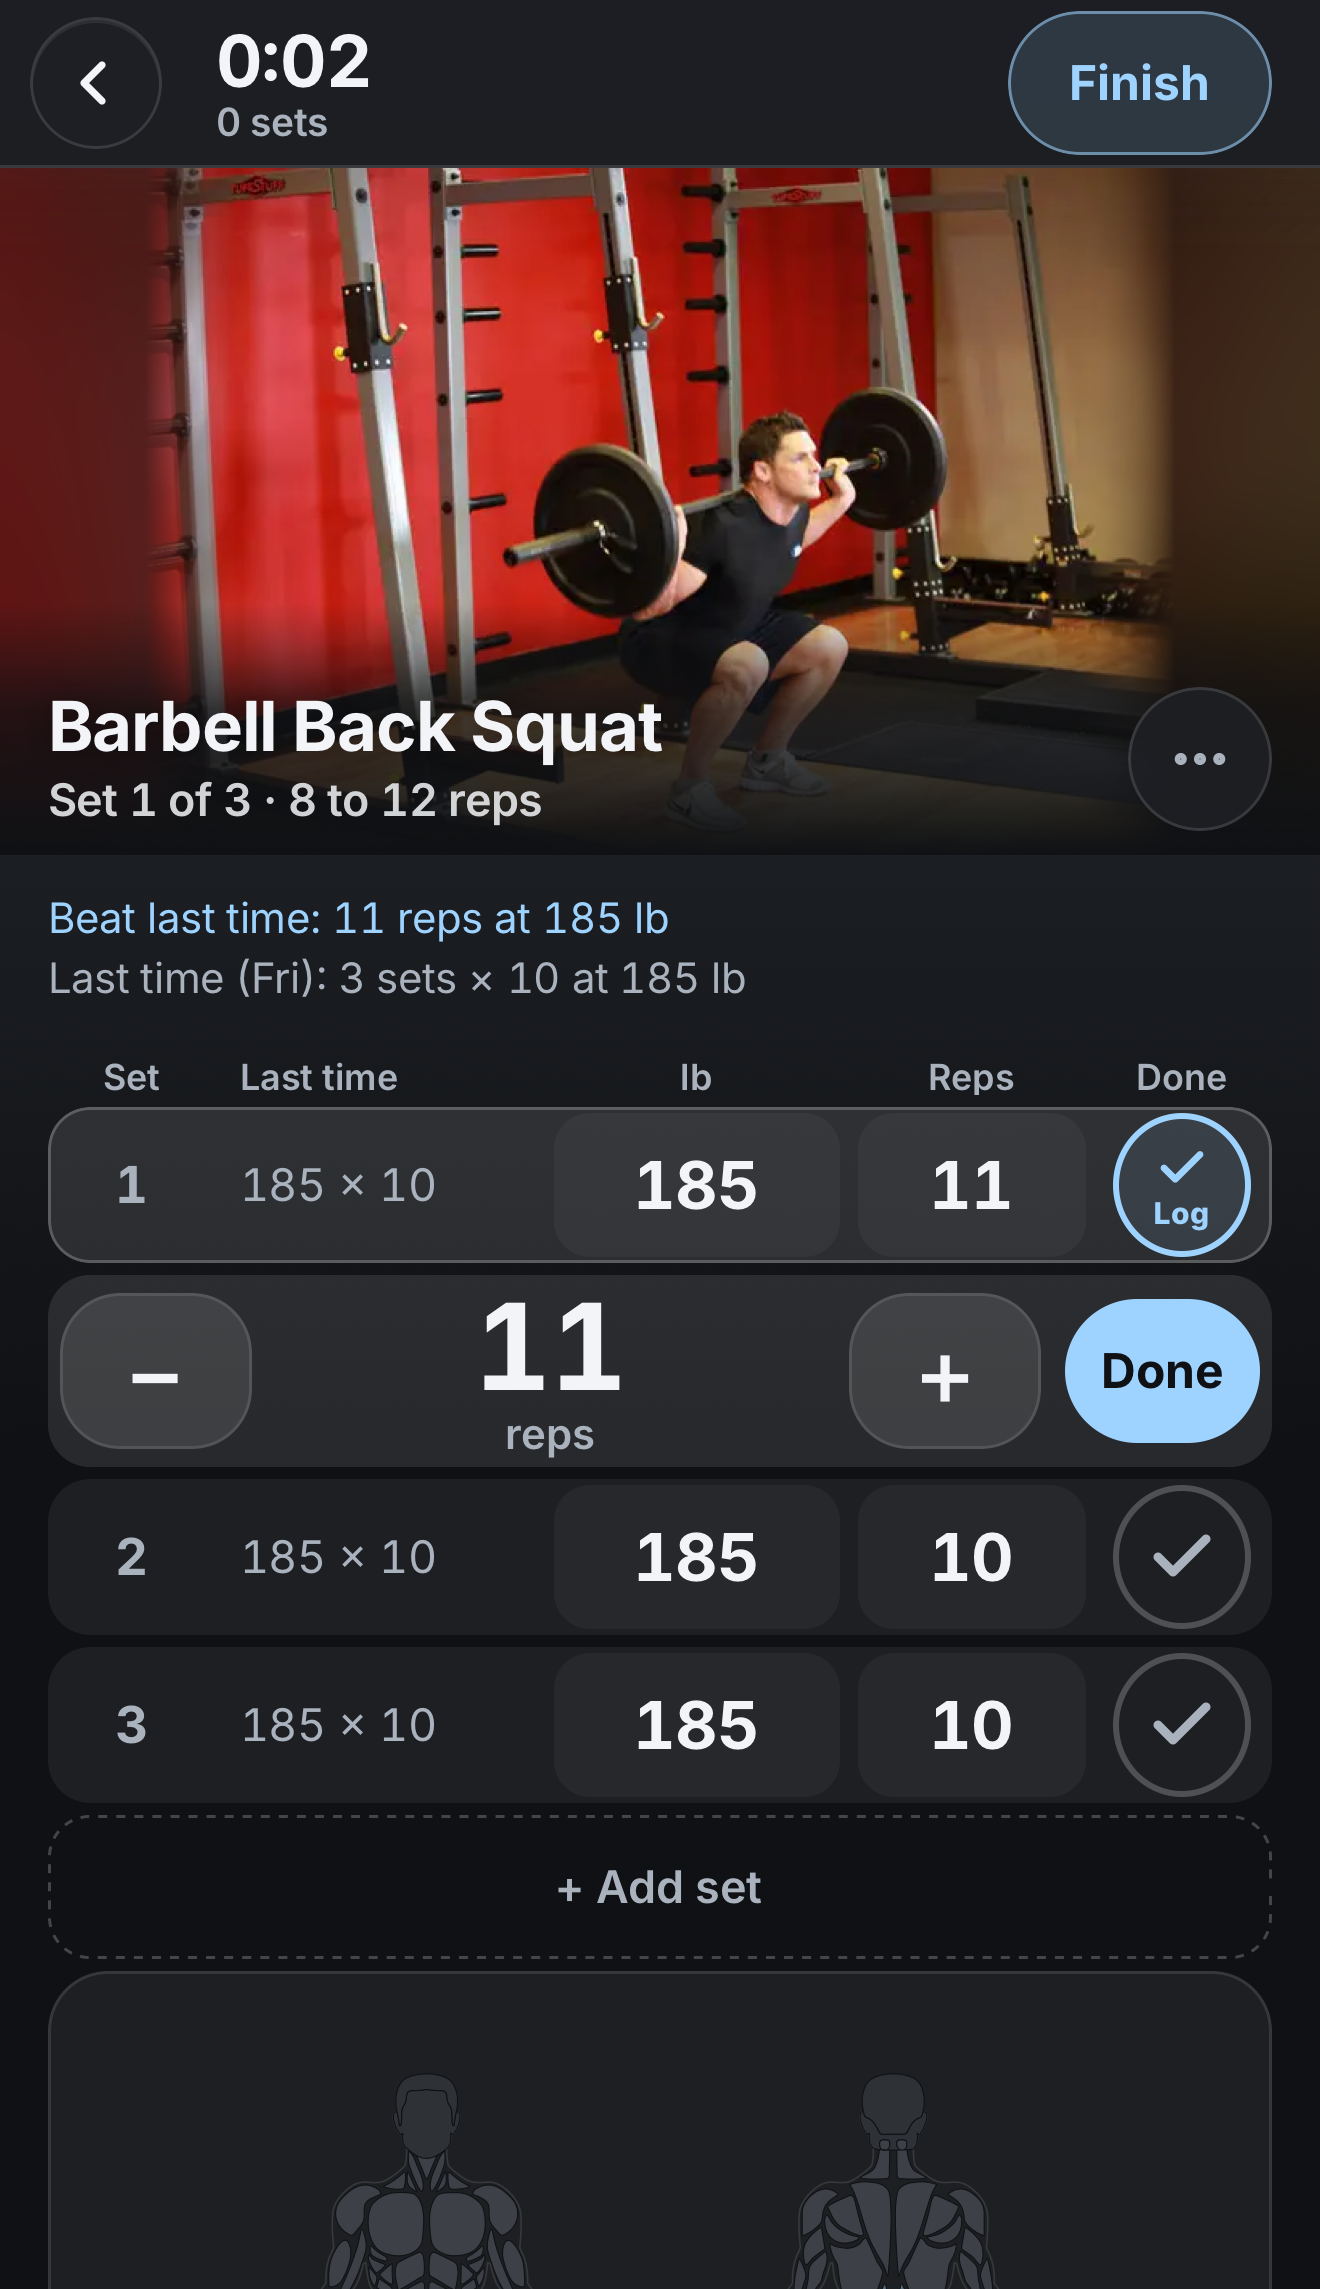 0:02
0 sets
Finish
Barbell Back Squat
Set 1 of 3 · 8 to 12 reps
Beat last time: 11 reps at 185 lb
Last time (Fri): 3 sets × 10 at 185 lb
Set Last time lb Reps Done
1 185 × 10 185 11 Log
− 11 + Done
reps
2 185 × 10 185 10
3 185 × 10 185 10
+ Add set